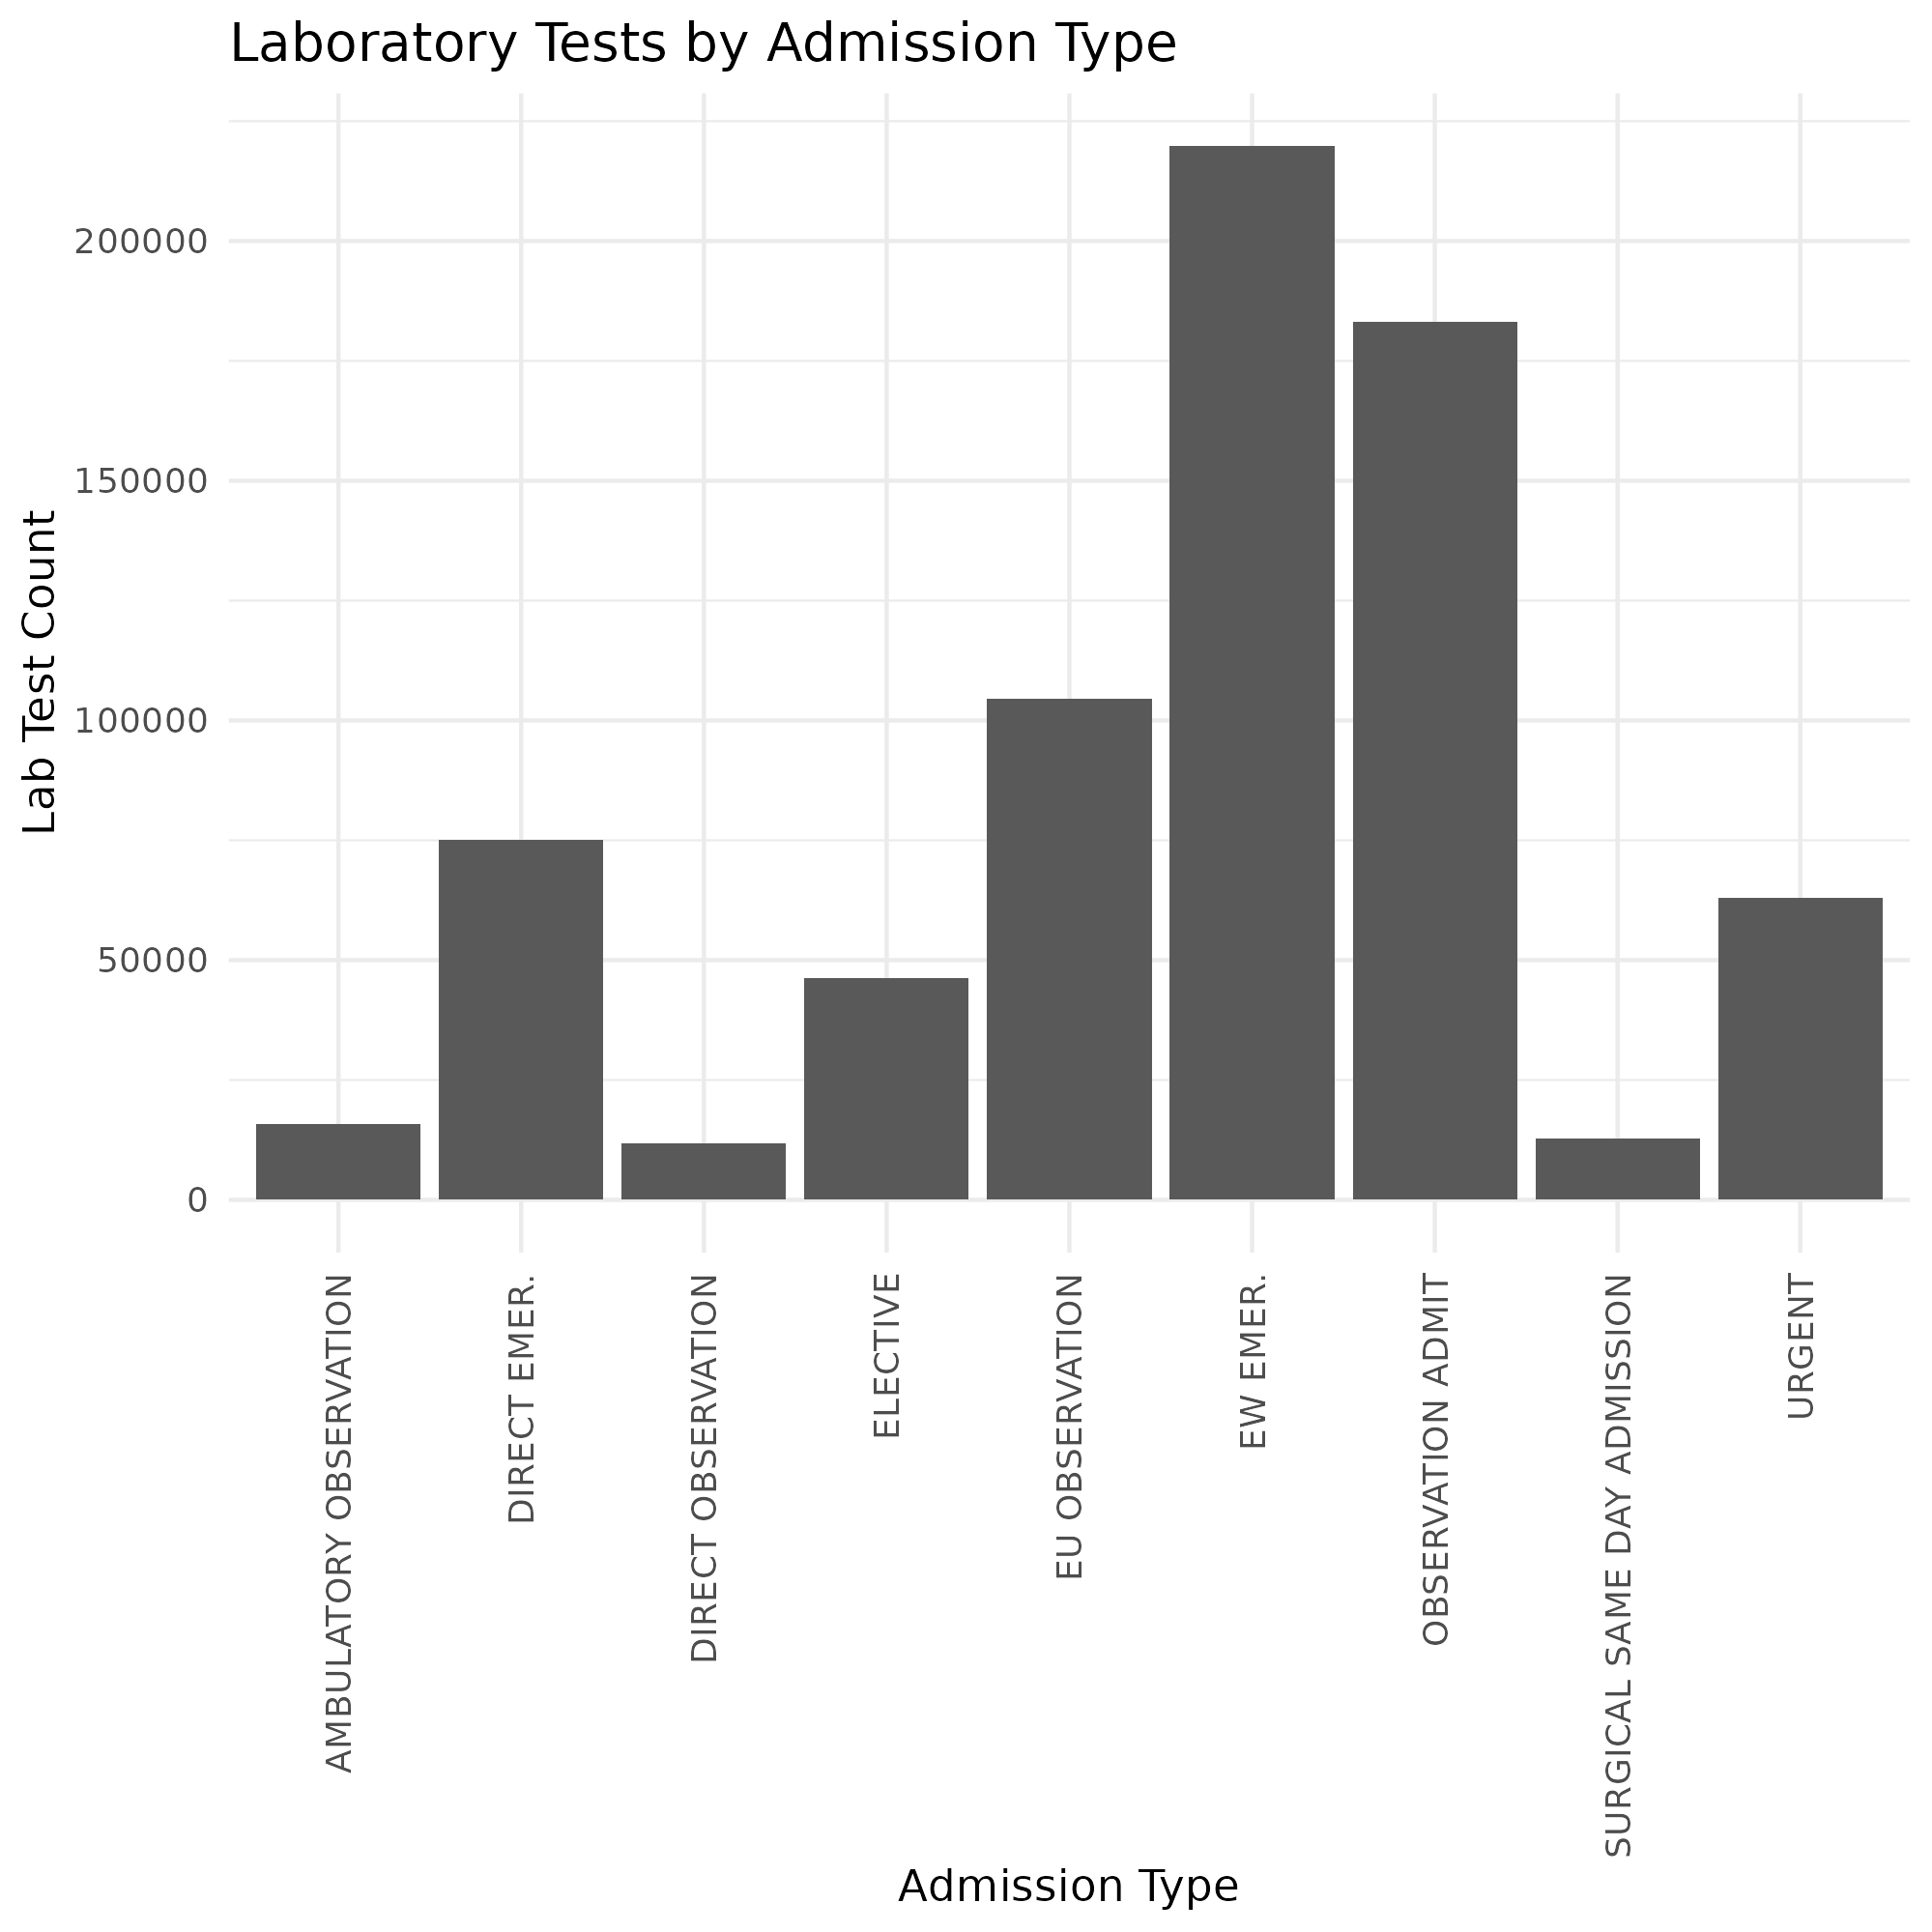 Laboratory Tests by Admission Type
Lab Test Count
200000
150000
100000
50000
0
AMBULATORY OBSERVATION
DIRECT EMER.
DIRECT OBSERVATION
ELECTIVE
EU OBSERVATION
EW EMER.
OBSERVATION ADMIT
SURGICAL SAME DAY ADMISSION
URGENT
Admission Type